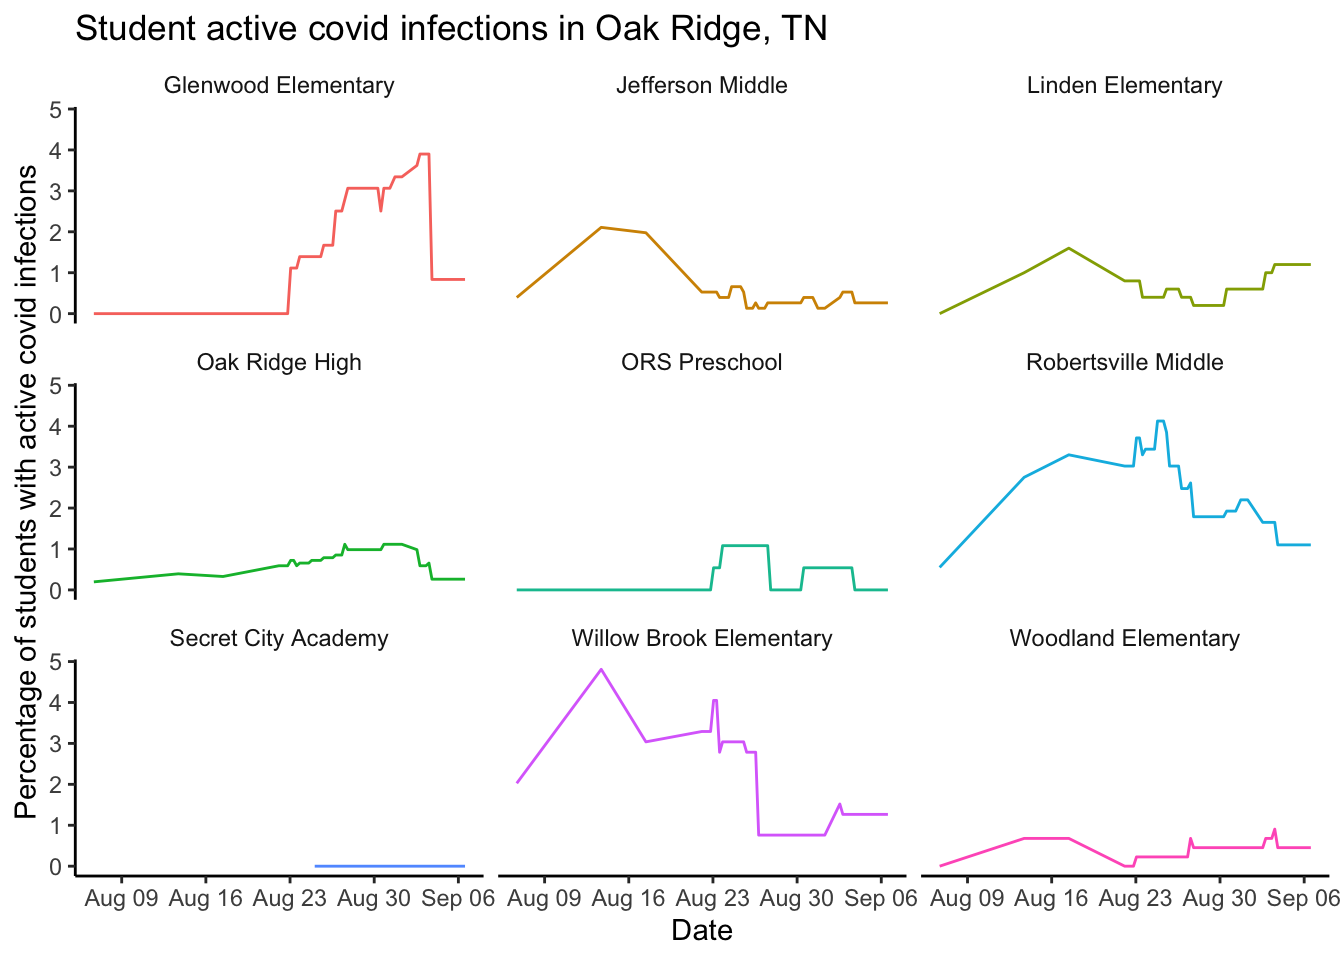 Student active covid infections in Oak Ridge, TN
Glenwood Elementary
Jefferson Middle
Linden Elementary
5
4
3
2
1
0
Oak Ridge High
ORS Preschool
Robertsville Middle
5
4
3
2
1
0
Secret City Academy
Willow Brook Elementary
Woodland Elementary
5
4
3
2
1
0
Percentage of students with active covid infections
Aug 09 Aug 16 Aug 23 Aug 30 Sep 06
Aug 09 Aug 16 Aug 23 Aug 30 Sep 06
Aug 09 Aug 16 Aug 23 Aug 30 Sep 06
Date